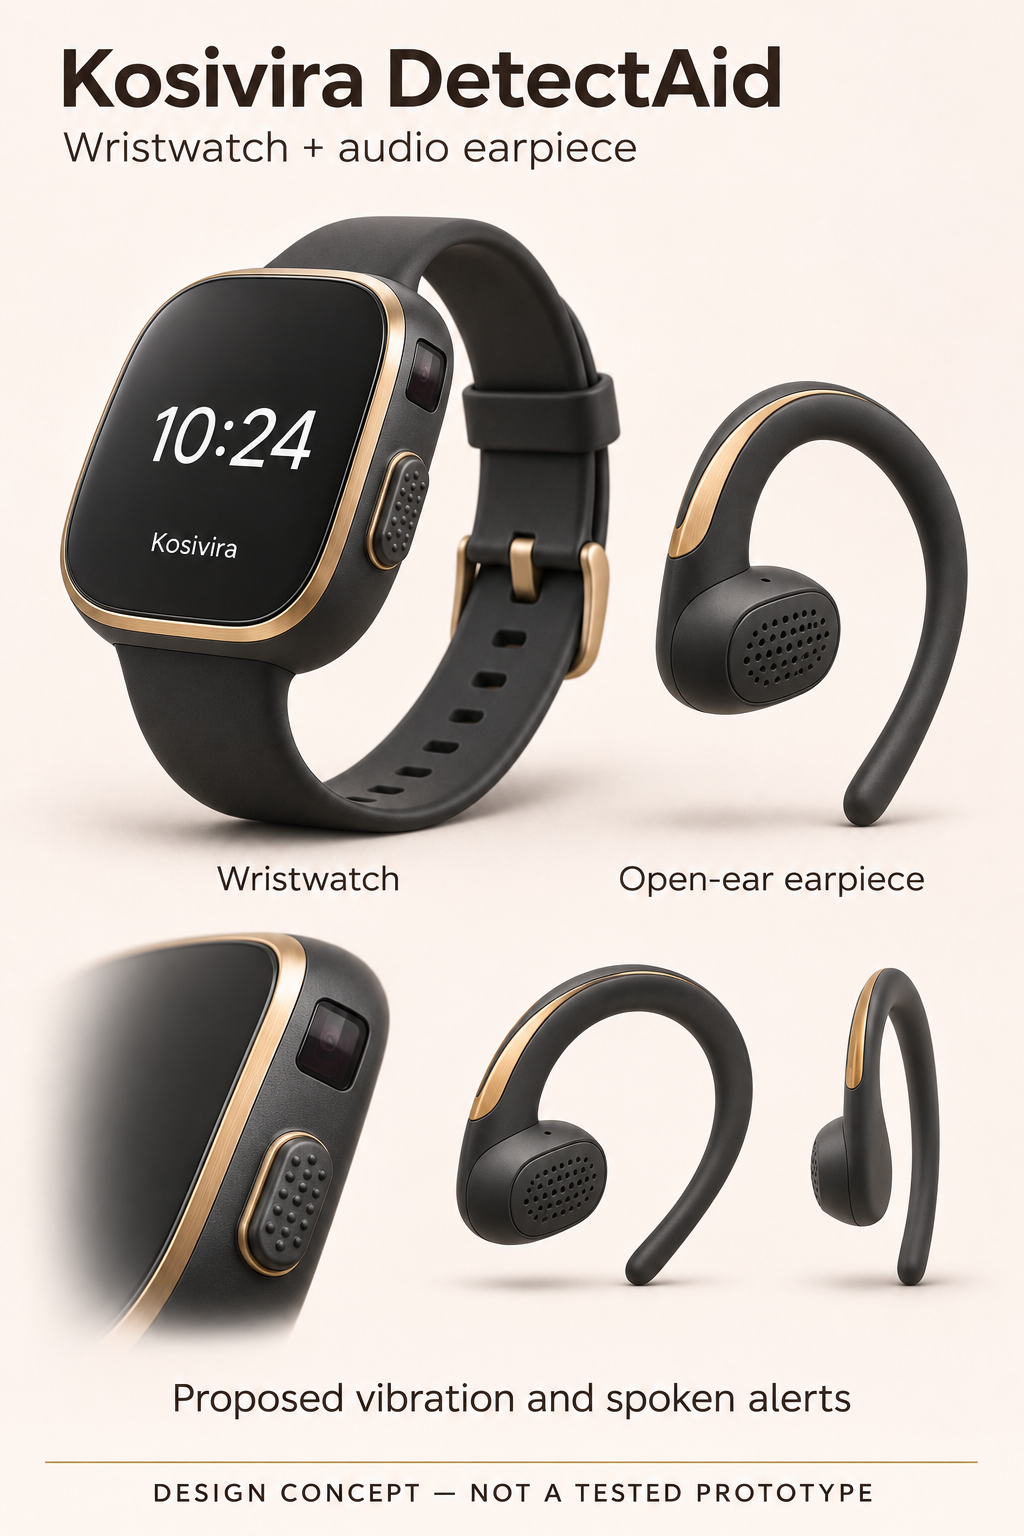 Kosivira DetectAid
Wristwatch + audio earpiece
10:24
Kosivira
Wristwatch
Open-ear earpiece
Proposed vibration and spoken alerts
DESIGN CONCEPT — NOT A TESTED PROTOTYPE